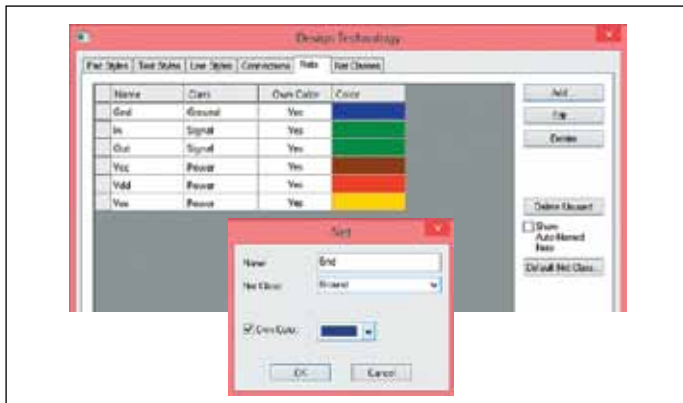 Design Technology
Pad Styles Text Styles Line Styles Connections Nets Net Classes
Name Class Own Color Color
Gnd Ground Yes
In Signal Yes
Out Signal Yes
Vcc Power Yes
Vdd Power Yes
Vee Power Yes
Add...
Edit
Delete
Delete Unused
Show
Auto-Named
Nets
Default Net Class...
Net
Name: Gnd
Net Class: Ground
Own Color:
OK Cancel